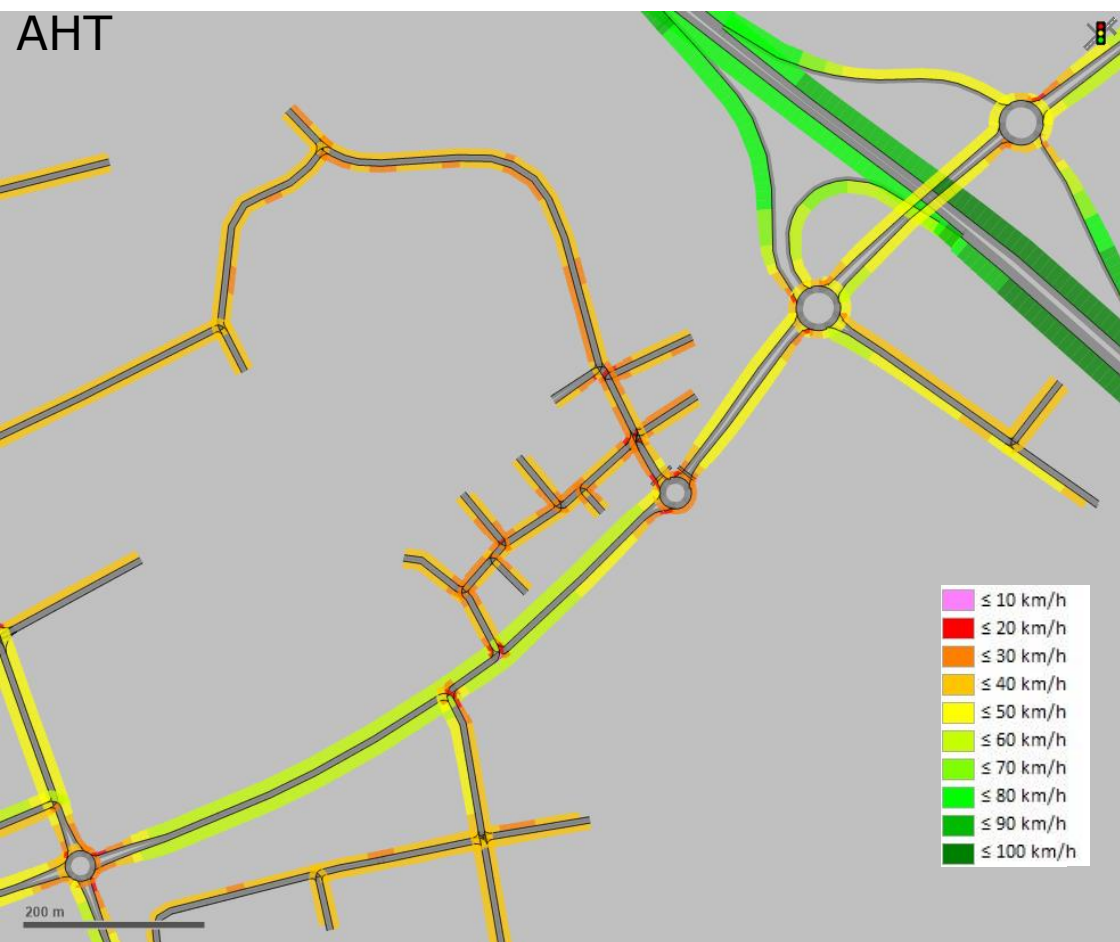 AHT
≤ 10 km/h
≤ 20 km/h
≤ 30 km/h
≤ 40 km/h
≤ 50 km/h
≤ 60 km/h
≤ 70 km/h
≤ 80 km/h
≤ 90 km/h
≤ 100 km/h
200 m